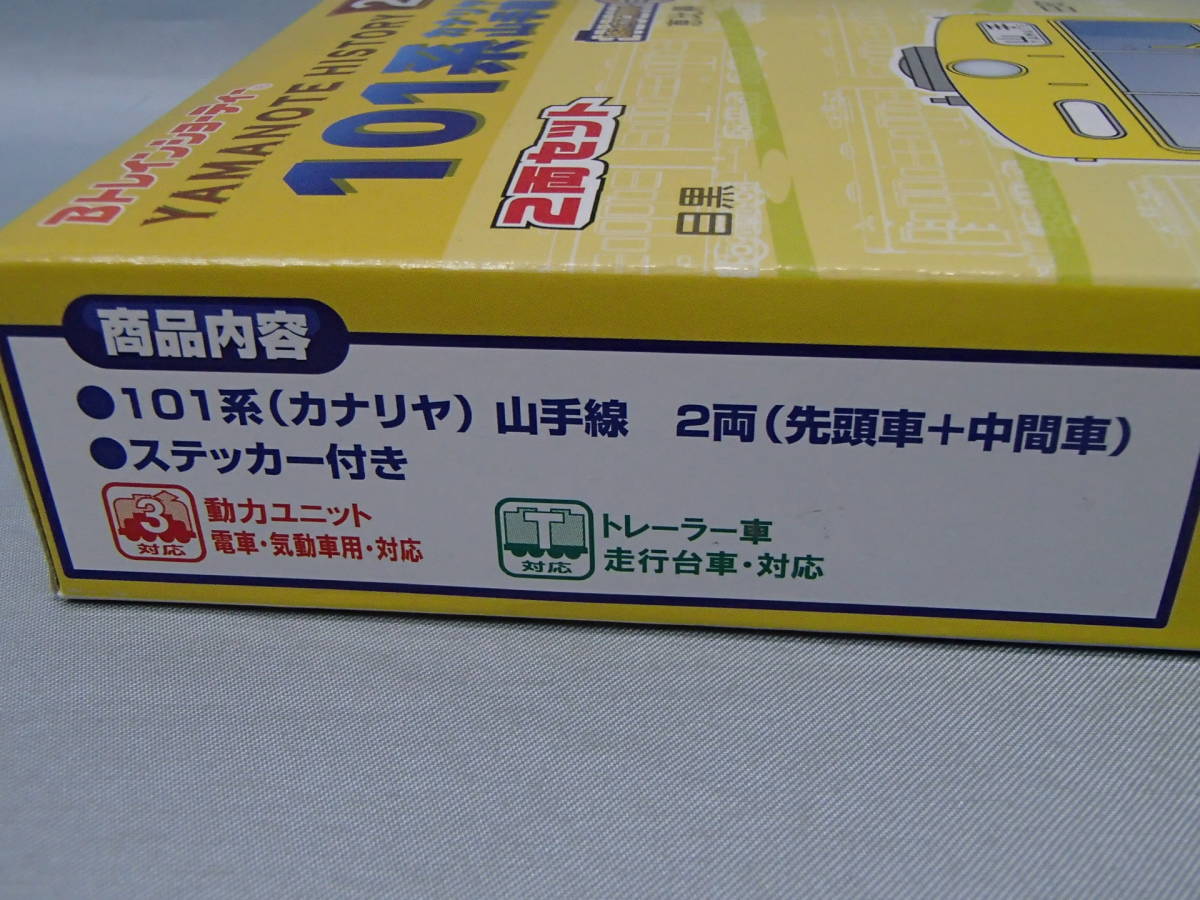 Bトレインショーティー
YAMANOTE HISTORY 2
101系
2両セット
目黒
商品内容
●101系(カナリヤ) 山手線 2両(先頭車+中間車)
●ステッカー付き
3
対応
動力ユニット
電車・気動車用・対応
T
対応
トレーラー車
走行台車・対応